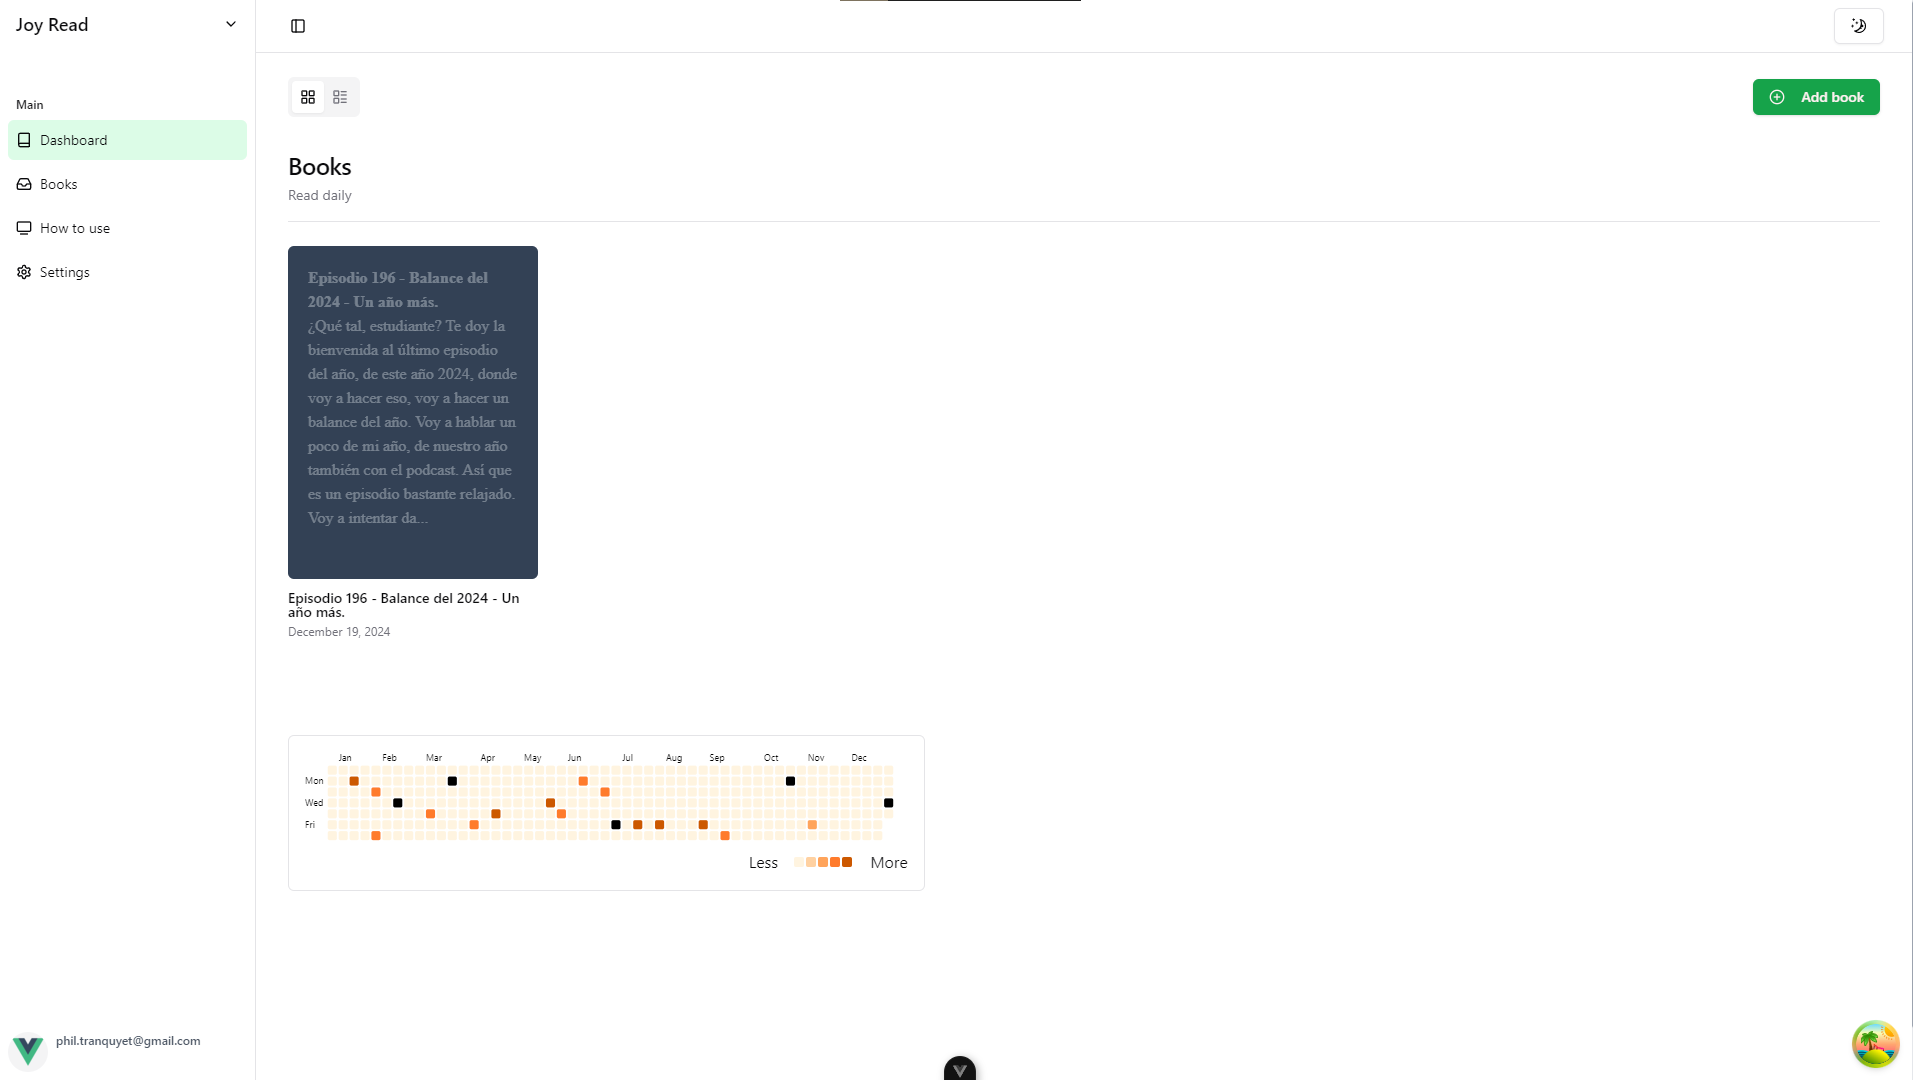 Joy Read
Main
Dashboard
Books
How to use
Settings
phil.tranquyet@gmail.com
Add book
Books
Read daily
Episodio 196 - Balance del
2024 - Un año más.
¿Qué tal, estudiante? Te doy la
bienvenida al último episodio
del año, de este año 2024, donde
voy a hacer eso, voy a hacer un
balance del año. Voy a hablar un
poco de mi año, de nuestro año
también con el podcast. Así que
es un episodio bastante relajado.
Voy a intentar da...
Episodio 196 - Balance del 2024 - Un
año más.
December 19, 2024
Jan Feb Mar Apr May Jun Jul Aug Sep Oct Nov Dec
Mon
Wed
Fri
Less More